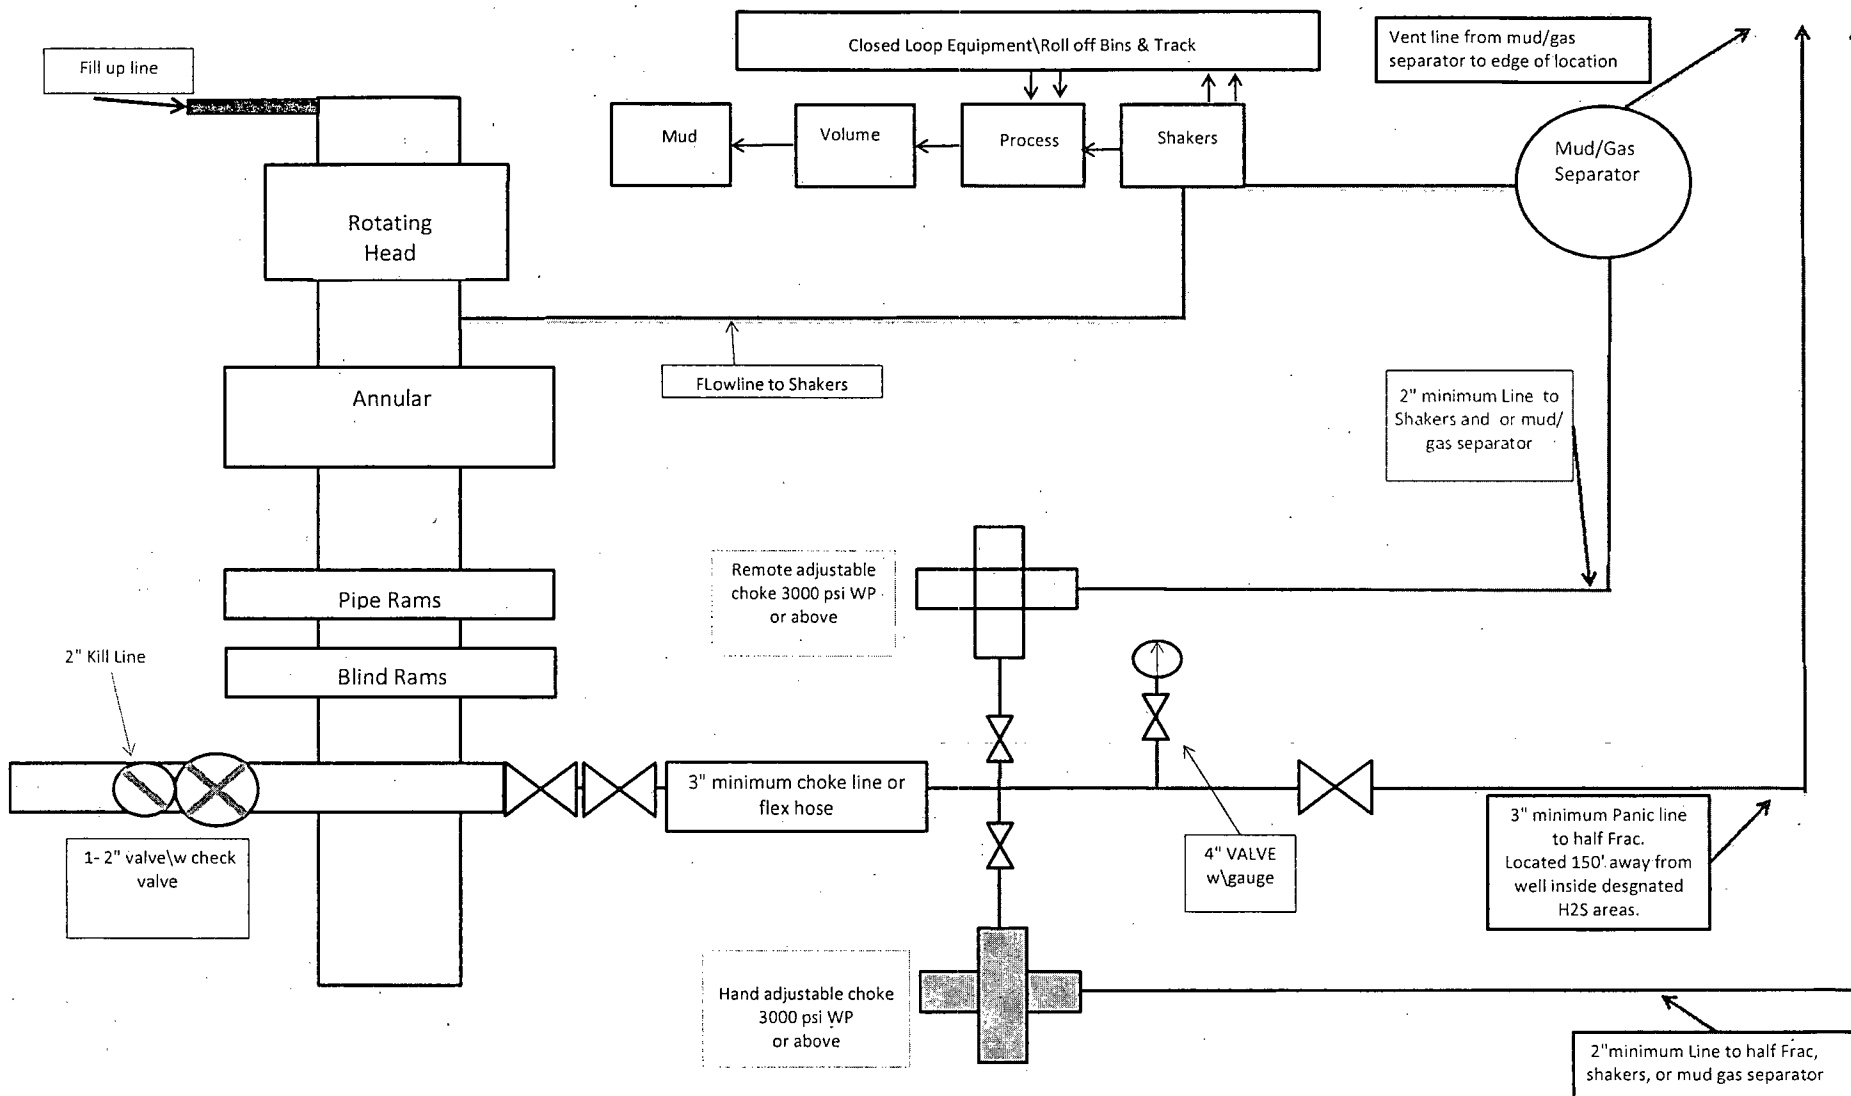 Fill up line
Closed Loop Equipment\Roll off Bins & Track
Vent line from mud/gas
separator to edge of location
Mud
Volume
Process
Shakers
Mud/Gas
Separator
Rotating
Head
FLowline to Shakers
Annular
2" minimum Line to
Shakers and or mud/
gas separator
Remote adjustable
choke 3000 psi WP
or above
Pipe Rams
2" Kill Line
Blind Rams
3" minimum choke line or
flex hose
1- 2" valve\w check
valve
4" VALVE
w\gauge
3" minimum Panic line
to half Frac.
Located 150' away from
well inside desgnated
H2S areas.
Hand adjustable choke
3000 psi WP
or above
2"minimum Line to half Frac,
shakers, or mud gas separator